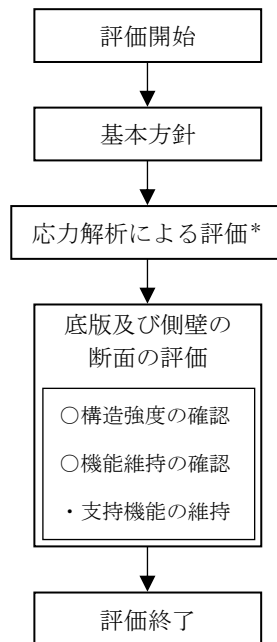 評価開始
基本方針
応力解析による評価*
底版及び側壁の
断面の評価
○構造強度の確認
○機能維持の確認
・支持機能の維持
評価終了